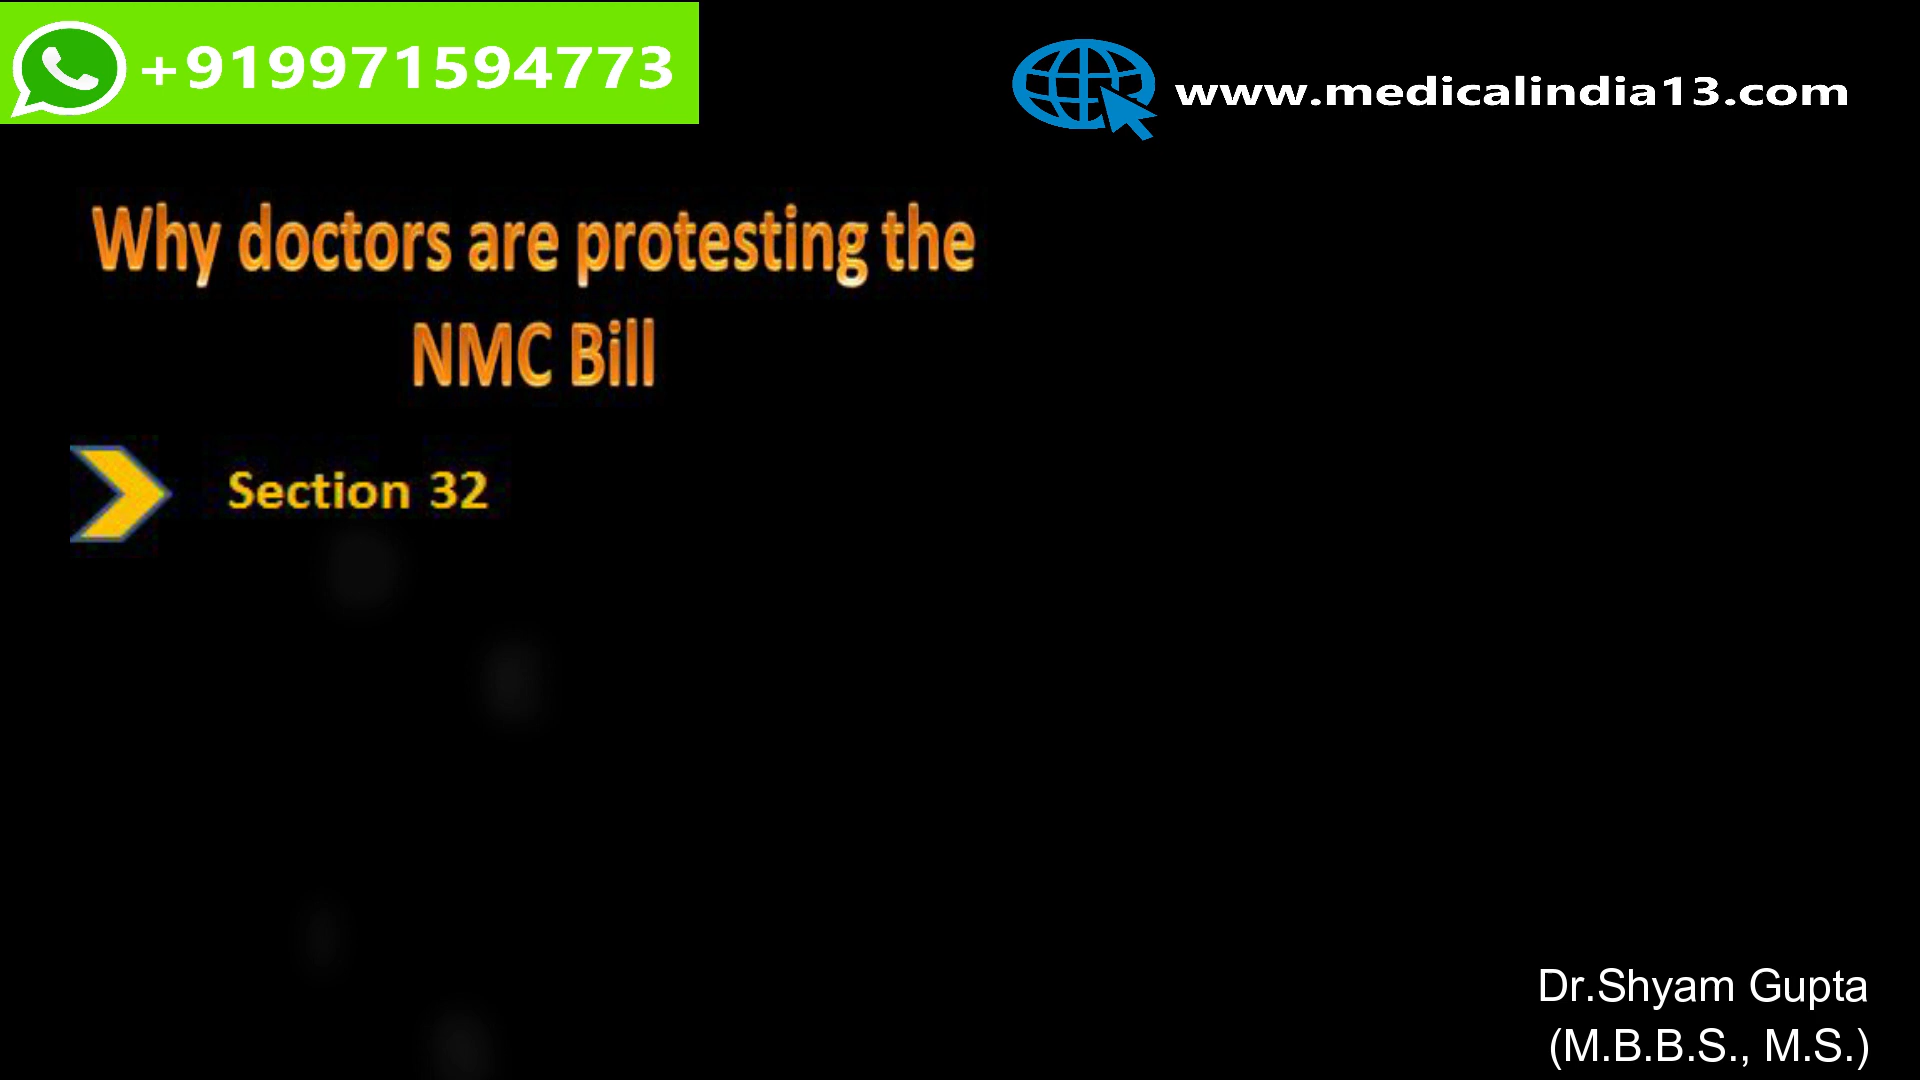 +919971594773
www.medicalindia13.com
Why doctors are protesting the
NMC Bill
Section 32
Dr.Shyam Gupta
(M.B.B.S., M.S.)